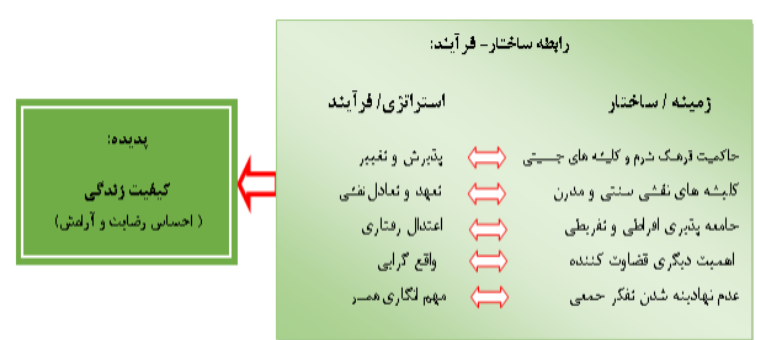 رابطه ساختار- فرآیند:
زمینه / ساختار استراتژی/ فرآیند
حاکمیت فرهنگ شرم و کلیشه های جنسیتی پذیرش و تغییر
کلیشه های نقشی سنتی و مدرن تعهد و تعادل نقشی
جامعه پذیری افراطی و تفریطی اعتدال رفتاری
اهمیت دیگری قضاوت کننده واقع گرایی
عدم نهادینه شدن تفکر جمعی مهم انگاری همسر
پدیده:
کیفیت زندگی
( احساس رضایت و آرامش)